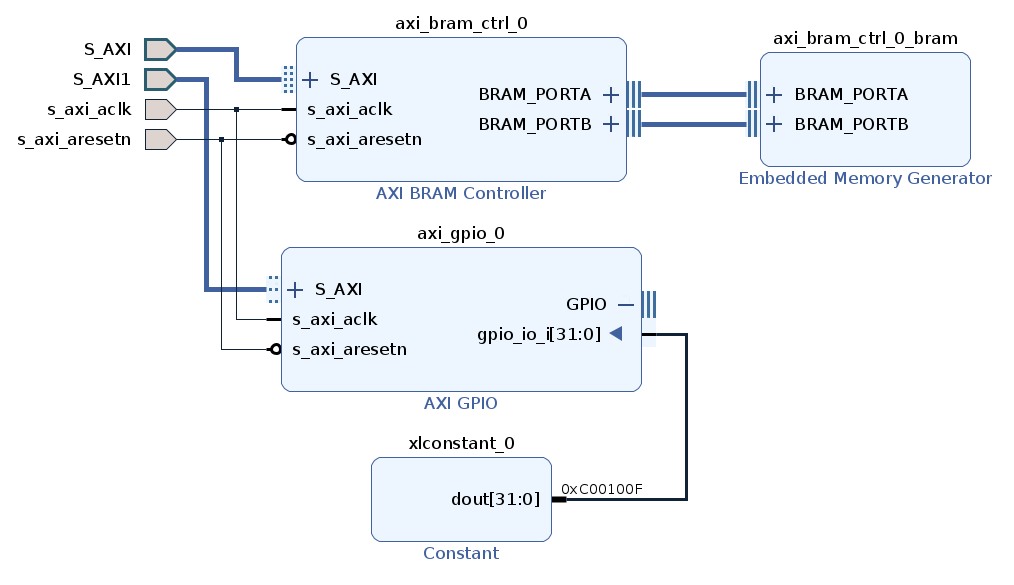 axi_bram_ctrl_0
S_AXI
S_AXI1
s_axi_aclk
s_axi_aresetn
S_AXI
s_axi_aclk
s_axi_aresetn
BRAM_PORTA
BRAM_PORTB
AXI BRAM Controller
axi_bram_ctrl_0_bram
BRAM_PORTA
BRAM_PORTB
Embedded Memory Generator
axi_gpio_0
S_AXI
s_axi_aclk
s_axi_aresetn
GPIO
gpio_io_i[31:0]
AXI GPIO
xlconstant_0
dout[31:0]
0xC00100F
Constant